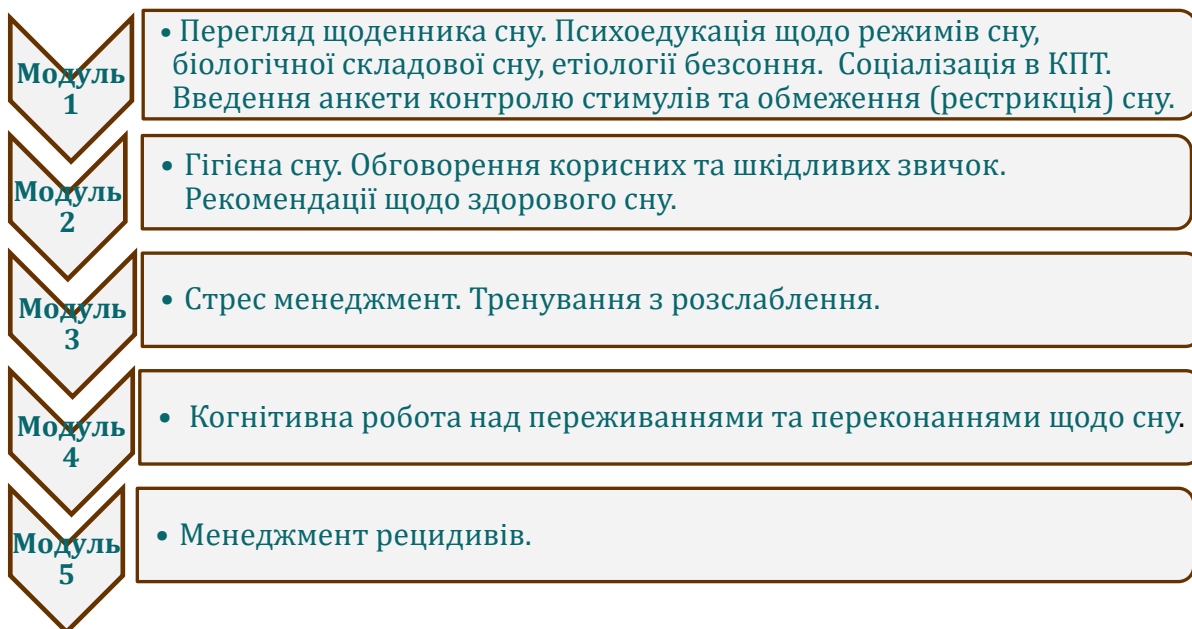 Модуль
1
• Перегляд щоденника сну. Психоедукація щодо режимів сну,
біологічної складової сну, етіології безсоння.  Соціалізація в КПТ.
Введення анкети контролю стимулів та обмеження (рестрикція) сну.
Модуль
2
• Гігієна сну. Обговорення корисних та шкідливих звичок.
Рекомендації щодо здорового сну.
Модуль
3
• Стрес менеджмент. Тренування з розслаблення.
Модуль
4
• Когнітивна робота над переживаннями та переконаннями щодо сну.
Модуль
5
• Менеджмент рецидивів.